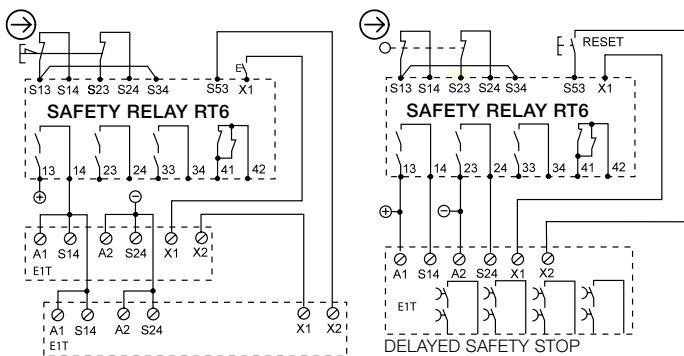 S13 S14 S23 S24 S34 S53 X1
SAFETY RELAY RT6
13 14 23 24 33 34 41 42
A1 S14 A2 S24 X1 X2
E1T
A1 S14 A2 S24 X1 X2
E1T
RESET
S13 S14 S23 S24 S34 S53 X1
SAFETY RELAY RT6
13 14 23 24 33 34 41 42
A1 S14 A2 S24 X1 X2
E1T
DELAYED SAFETY STOP